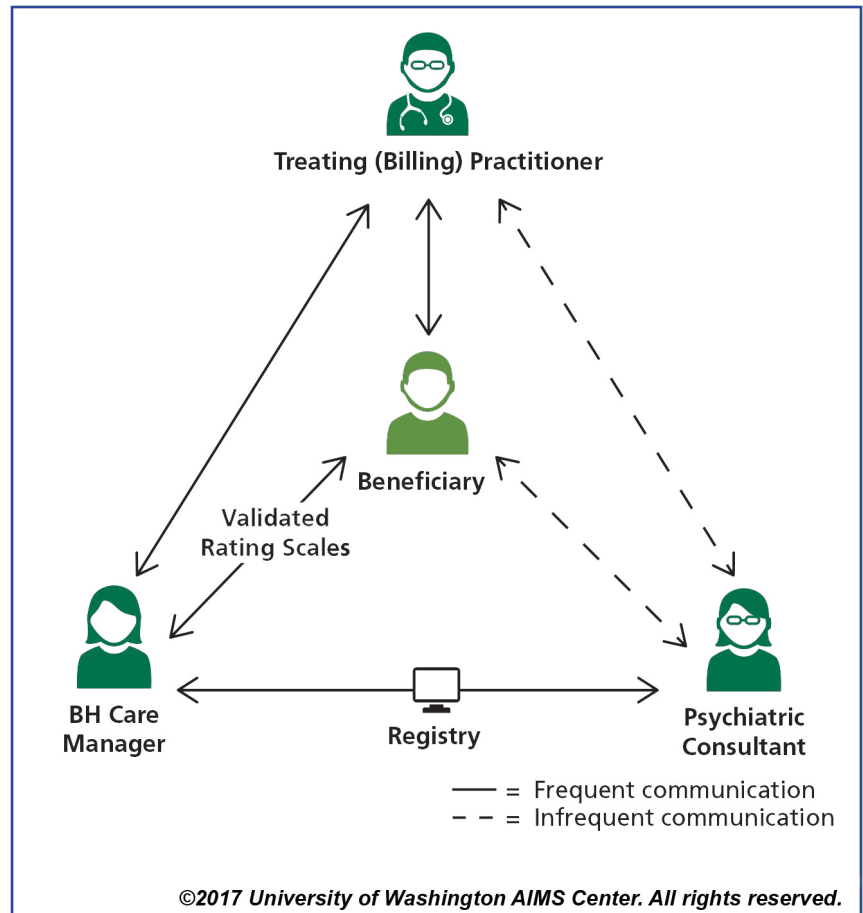 Treating (Billing) Practitioner
Beneficiary
Validated
Rating Scales
BH Care
Manager
Registry
Psychiatric
Consultant
= Frequent communication
= Infrequent communication
©2017 University of Washington AIMS Center. All rights reserved.